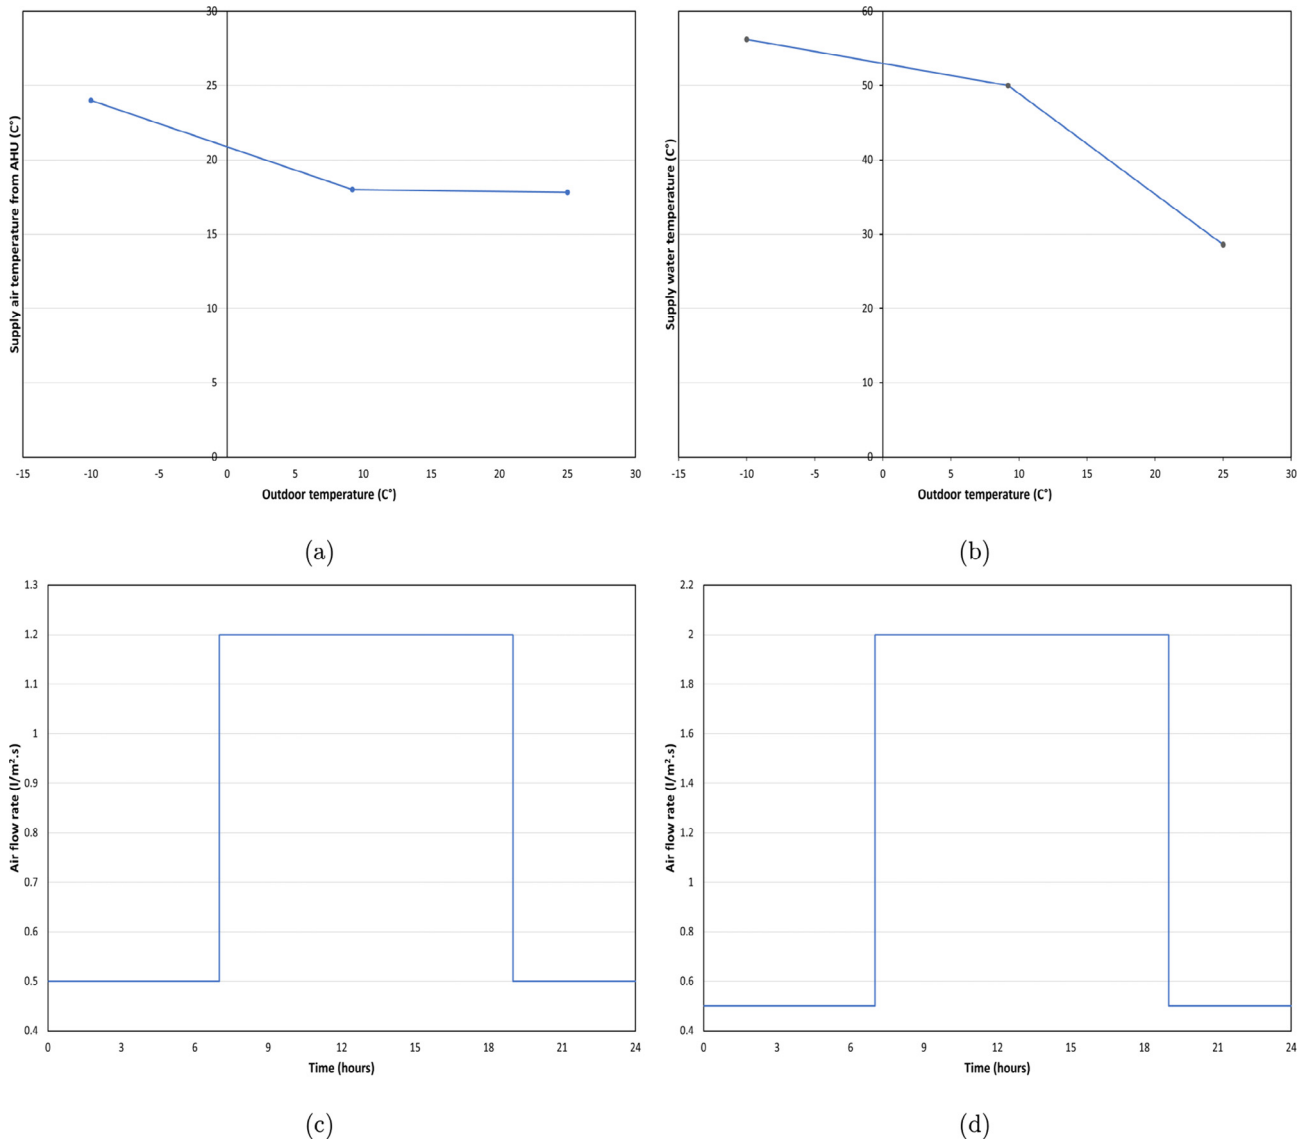 30
25
20
15
10
5
0
-15 -10 -5 0 5 10 15 20 25 30
Supply air temperature from AHU (C°)
Outdoor temperature (C°)
(a)
60
50
40
30
20
10
0
-15 -10 -5 0 5 10 15 20 25 30
Supply water temperature (C°)
Outdoor temperature (C°)
(b)
1.3
1.2
1.1
1
0.9
0.8
0.7
0.6
0.5
0.4
0 3 6 9 12 15 18 21 24
Air flow rate (l/m².s)
Time (hours)
(c)
2.2
2
1.8
1.6
1.4
1.2
1
0.8
0.6
0.4
0 3 6 9 12 15 18 21 24
Air flow rate (l/m².s)
Time (hours)
(d)